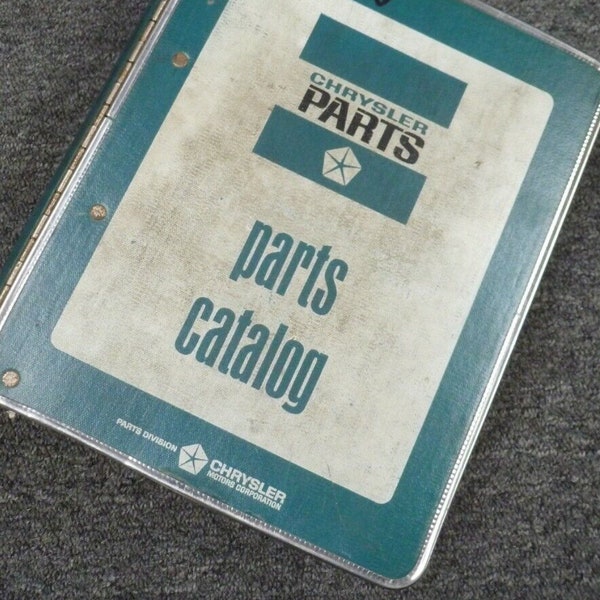 CHRYSLER
PARTS
parts
catalog
PARTS DIVISION
CHRYSLER
MOTORS CORPORATION